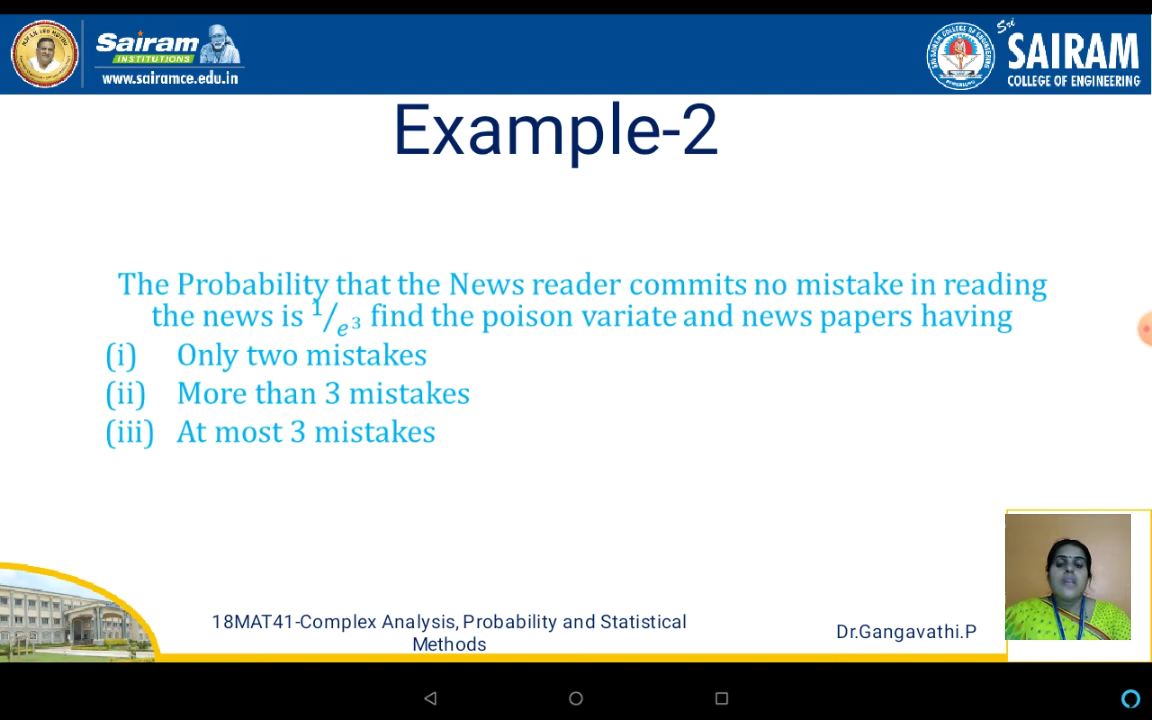 Sairam
INSTITUTIONS
www.sairamce.edu.in
Sri
SAIRAM
COLLEGE OF ENGINEERING
Example-2
The Probability that the News reader commits no mistake in reading
the news is 1/e³ find the poison variate and news papers having
(i) Only two mistakes
(ii) More than 3 mistakes
(iii) At most 3 mistakes
18MAT41-Complex Analysis, Probability and Statistical
Methods
Dr.Gangavathi.P